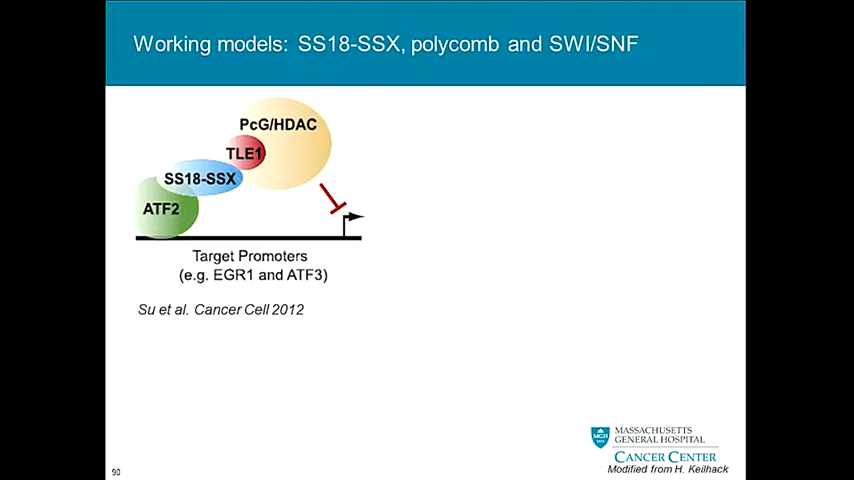 Working models: SS18-SSX, polycomb and SWI/SNF
PcG/HDAC
TLE1
SS18-SSX
ATF2
Target Promoters
(e.g. EGR1 and ATF3)
Su et al. Cancer Cell 2012
MGH
MASSACHUSETTS
GENERAL HOSPITAL
CANCER CENTER
Modified from H. Keilhack
90